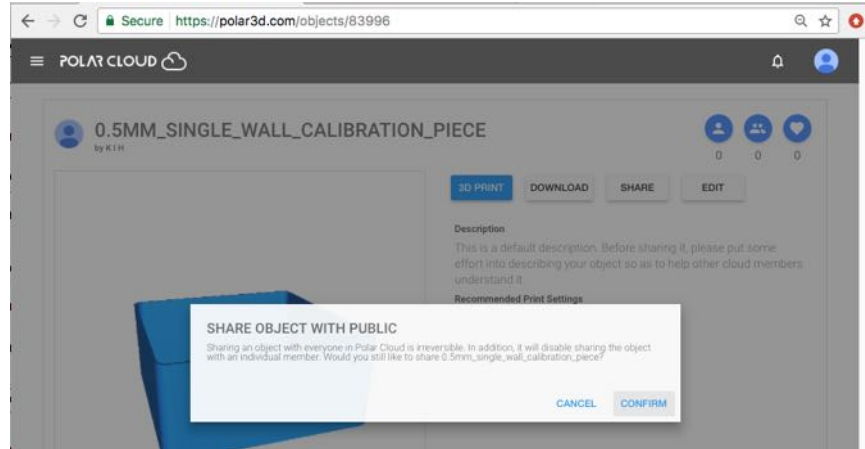 Secure https://polar3d.com/objects/83996
POLAR CLOUD
0.5MM_SINGLE_WALL_CALIBRATION_PIECE
by K I H
0 0 0
3D PRINT DOWNLOAD SHARE EDIT
Description
This is a default description. Before sharing it, please put some
effort into describing your object so as to help other cloud members
understand it
Recommended Print Settings
SHARE OBJECT WITH PUBLIC
Sharing an object with everyone in Polar Cloud is irreversible. In addition, it will disable sharing the object
with an individual member. Would you still like to share 0.5mm_single_wall_calibration_piece?
CANCEL CONFIRM